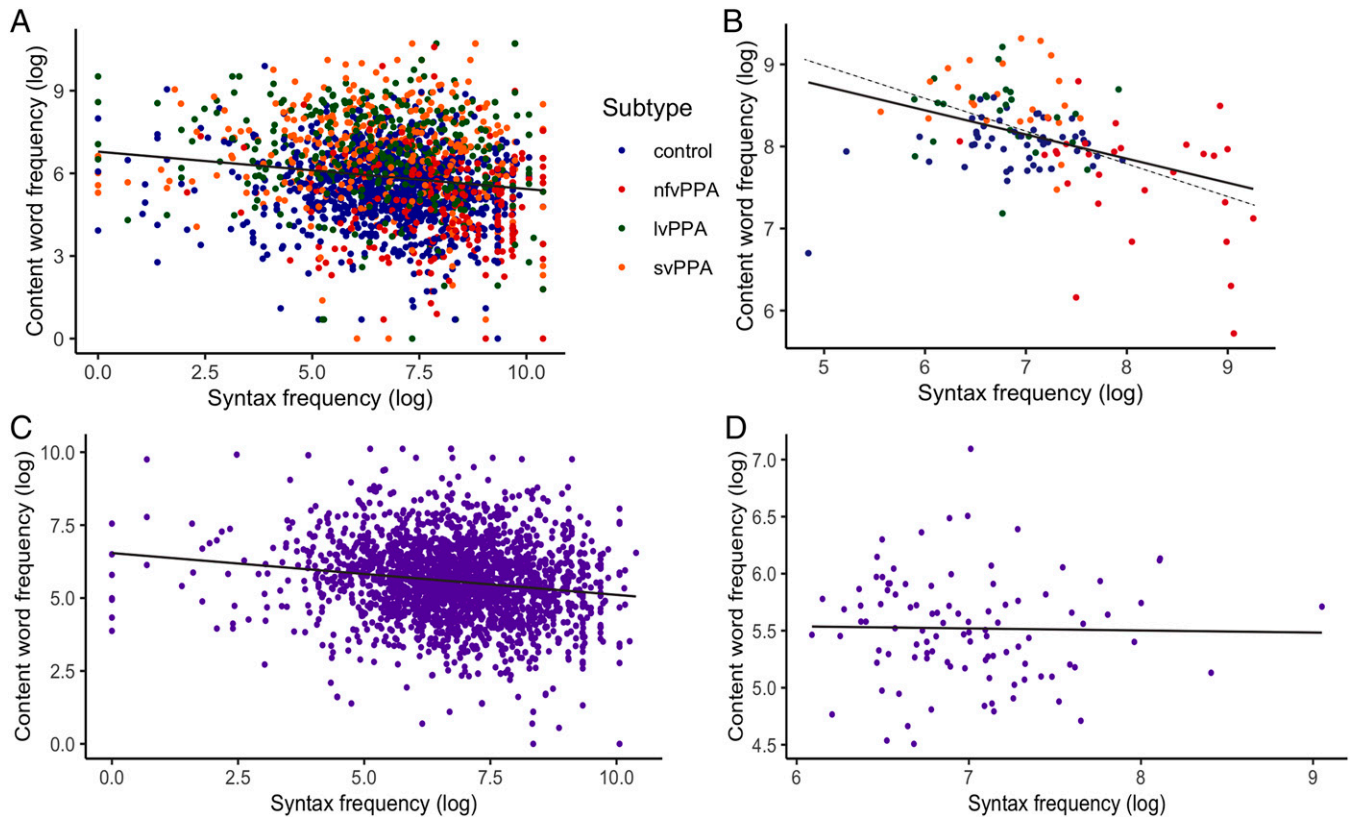 A
Content word frequency (log)
9
6
3
0
0.0 2.5 5.0 7.5 10.0
Syntax frequency (log)
Subtype
control
nfvPPA
lvPPA
svPPA
B
Content word frequency (log)
9
8
7
6
5 6 7 8 9
Syntax frequency (log)
C
Content word frequency (log)
10.0
7.5
5.0
2.5
0.0
0.0 2.5 5.0 7.5 10.0
Syntax frequency (log)
D
Content word frequency (log)
7.0
6.5
6.0
5.5
5.0
4.5
6 7 8 9
Syntax frequency (log)